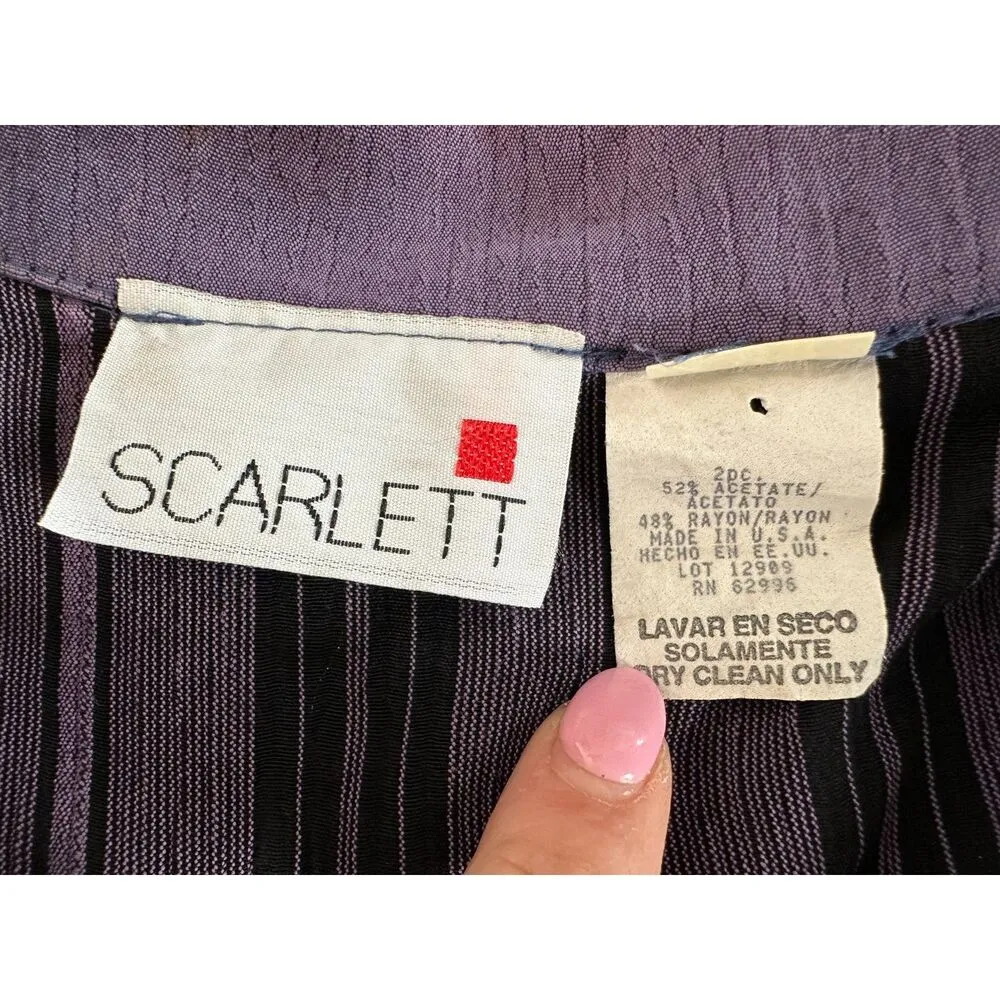 SCARLETT
2pc.
52% ACETATE/
ACETATO
48% RAYON/RAYON
MADE IN U.S.A.
HECHO EN EE.UU.
LOT 12909
RN 62996
LAVAR EN SECO
SOLAMENTE
DRY CLEAN ONLY